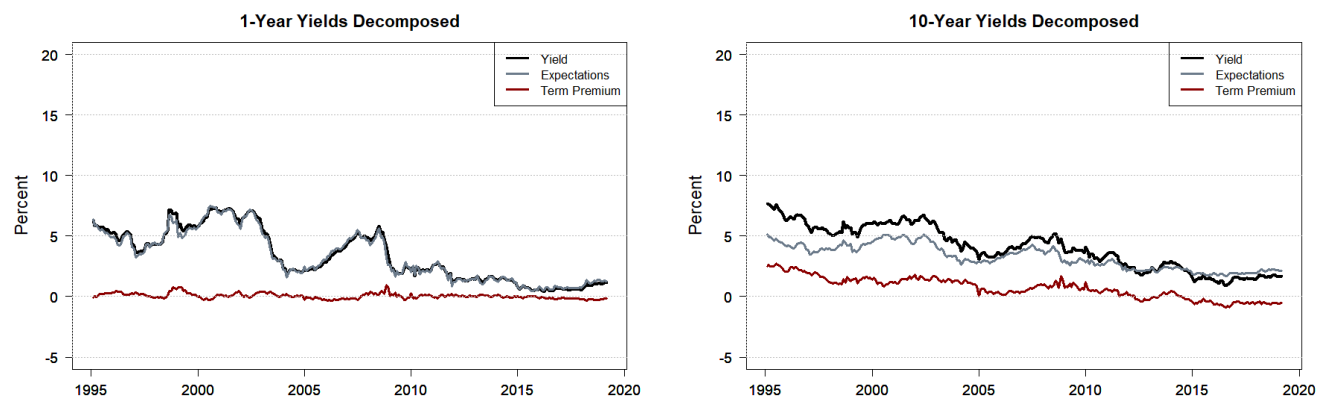 1-Year Yields Decomposed
Percent
20
15
10
5
0
-5
1995 2000 2005 2010 2015 2020
Yield
Expectations
Term Premium
10-Year Yields Decomposed
Percent
20
15
10
5
0
-5
1995 2000 2005 2010 2015 2020
Yield
Expectations
Term Premium